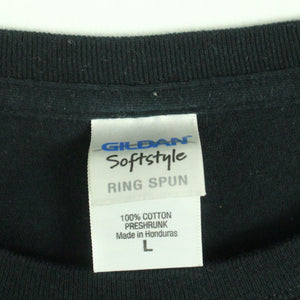 GILDAN
Softstyle
RING SPUN
100% COTTON
PRESHRUNK
Made in Honduras
L